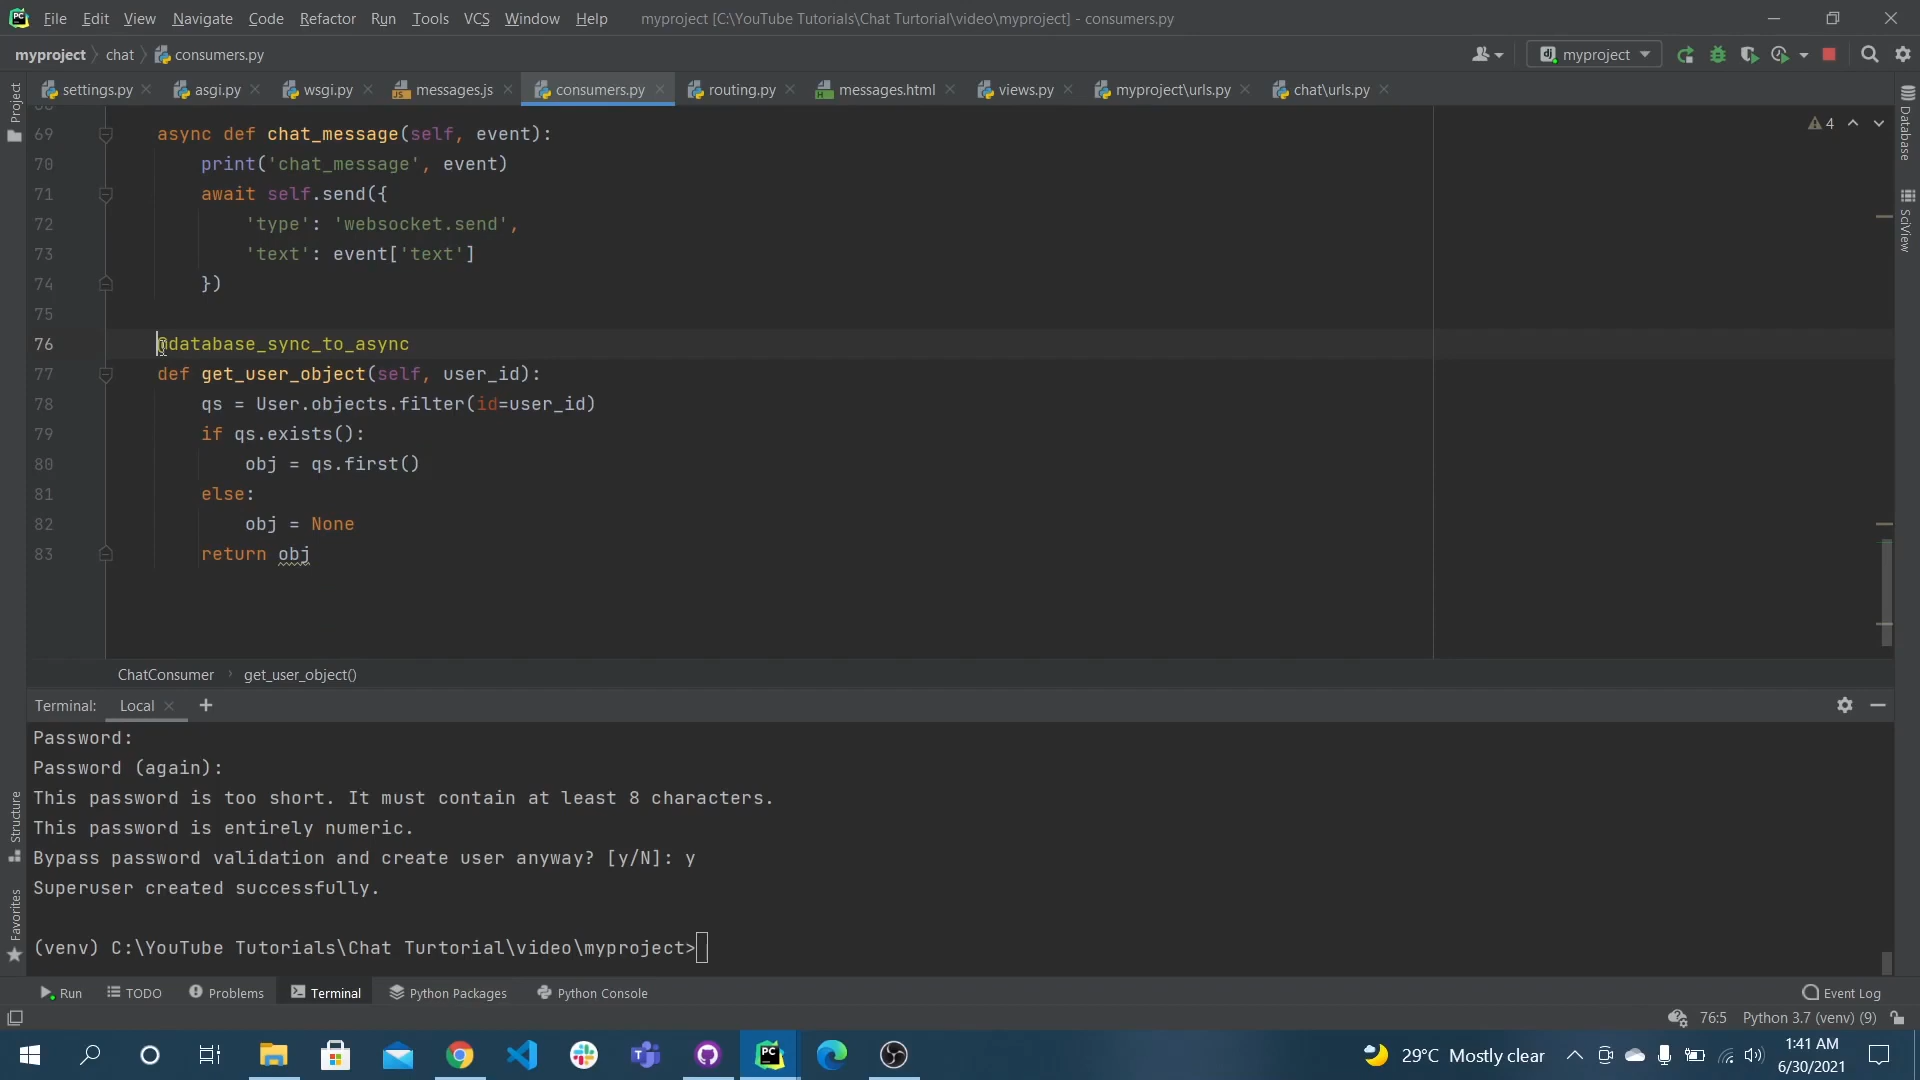 File Edit View Navigate Code Refactor Run Tools VCS Window Help myproject [C:\YouTube Tutorials\Chat Turtorial\video\myproject] - consumers.py
myproject chat consumers.py myproject
settings.py asgi.py wsgi.py messages.js consumers.py routing.py messages.html views.py myproject\urls.py chat\urls.py
Project
Database
SciView
4
69 async def chat_message(self, event):
70 print('chat_message', event)
71 await self.send({
72 'type': 'websocket.send',
73 'text': event['text']
74 })
75
76 @database_sync_to_async
77 def get_user_object(self, user_id):
78 qs = User.objects.filter(id=user_id)
79 if qs.exists():
80 obj = qs.first()
81 else:
82 obj = None
83 return obj
ChatConsumer get_user_object()
Terminal: Local
Password:
Password (again):
This password is too short. It must contain at least 8 characters.
This password is entirely numeric.
Bypass password validation and create user anyway? [y/N]: y
Superuser created successfully.
(venv) C:\YouTube Tutorials\Chat Turtorial\video\myproject>
Structure
Favorites
Run TODO Problems Terminal Python Packages Python Console Event Log
76:5 Python 3.7 (venv) (9)
29°C Mostly clear
1:41 AM
6/30/2021